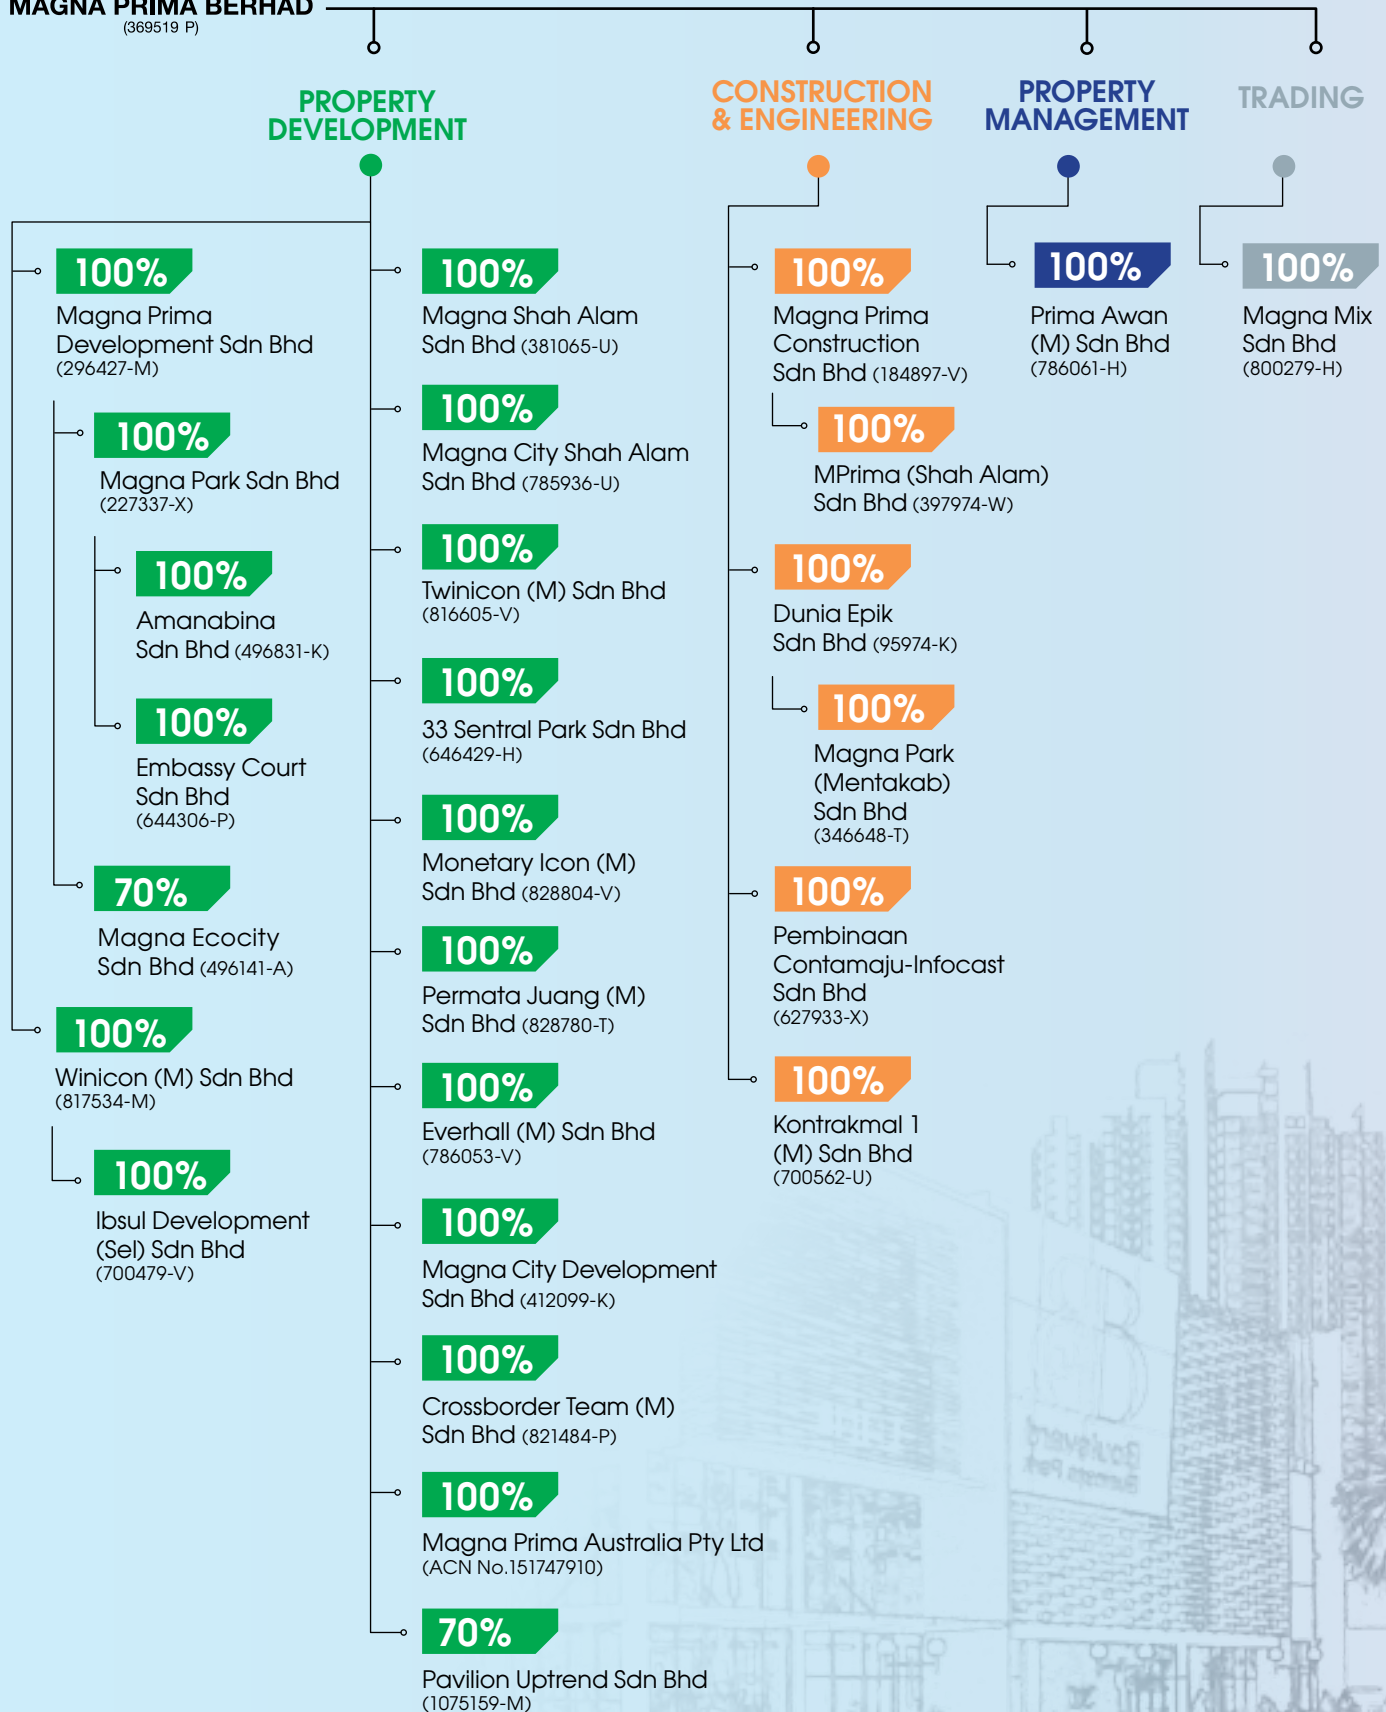 MAGNA PRIMA BERHAD
(369519 P)
PROPERTY
DEVELOPMENT
100%
Magna Prima
Development Sdn Bhd
(296427-M)
100%
Magna Park Sdn Bhd
(227337-X)
100%
Amanabina
Sdn Bhd (496831-K)
100%
Embassy Court
Sdn Bhd
(644306-P)
70%
Magna Ecocity
Sdn Bhd (496141-A)
100%
Winicon (M) Sdn Bhd
(817534-M)
100%
Ibsul Development
(Sel) Sdn Bhd
(700479-V)
100%
Magna Shah Alam
Sdn Bhd (381065-U)
100%
Magna City Shah Alam
Sdn Bhd (785936-U)
100%
Twinicon (M) Sdn Bhd
(816605-V)
100%
33 Sentral Park Sdn Bhd
(646429-H)
100%
Monetary Icon (M)
Sdn Bhd (828804-V)
100%
Permata Juang (M)
Sdn Bhd (828780-T)
100%
Everhall (M) Sdn Bhd
(786053-V)
100%
Magna City Development
Sdn Bhd (412099-K)
100%
Crossborder Team (M)
Sdn Bhd (821484-P)
100%
Magna Prima Australia Pty Ltd
(ACN No.151747910)
70%
Pavilion Uptrend Sdn Bhd
(1075159-M)
CONSTRUCTION
& ENGINEERING
100%
Magna Prima
Construction
Sdn Bhd (184897-V)
100%
MPrima (Shah Alam)
Sdn Bhd (397974-W)
100%
Dunia Epik
Sdn Bhd (95974-K)
100%
Magna Park
(Mentakab)
Sdn Bhd
(346648-T)
100%
Pembinaan
Contamaju-Infocast
Sdn Bhd
(627933-X)
100%
Kontrakmal 1
(M) Sdn Bhd
(700562-U)
PROPERTY
MANAGEMENT
100%
Prima Awan
(M) Sdn Bhd
(786061-H)
TRADING
100%
Magna Mix
Sdn Bhd
(800279-H)